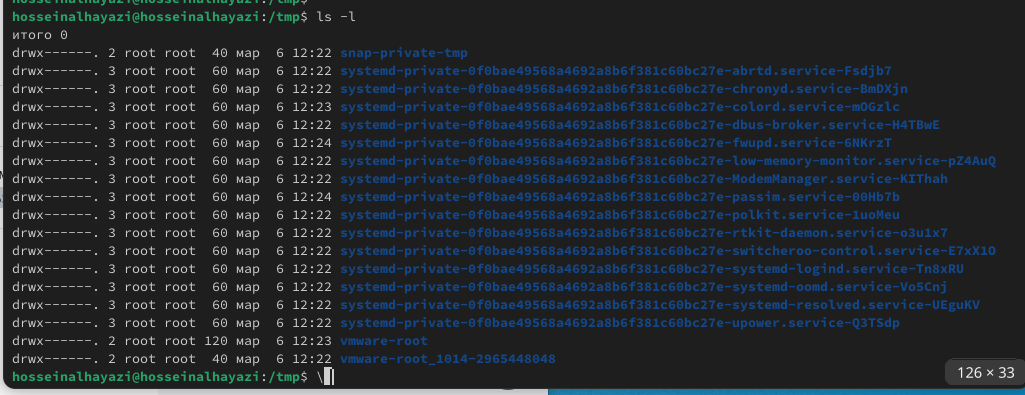 hosseinalhayazi@hosseinalhayazi:/tmp$
hosseinalhayazi@hosseinalhayazi:/tmp$ ls -l
итого 0
drwx------. 2 root root  40 мар  6 12:22 snap-private-tmp
drwx------. 3 root root  60 мар  6 12:22 systemd-private-0f0bae49568a4692a8b6f381c60bc27e-abrtd.service-Fsdjb7
drwx------. 3 root root  60 мар  6 12:22 systemd-private-0f0bae49568a4692a8b6f381c60bc27e-chronyd.service-BmDXjn
drwx------. 3 root root  60 мар  6 12:23 systemd-private-0f0bae49568a4692a8b6f381c60bc27e-colord.service-mOGzlc
drwx------. 3 root root  60 мар  6 12:22 systemd-private-0f0bae49568a4692a8b6f381c60bc27e-dbus-broker.service-H4TBwE
drwx------. 3 root root  60 мар  6 12:24 systemd-private-0f0bae49568a4692a8b6f381c60bc27e-fwupd.service-6NKrzT
drwx------. 3 root root  60 мар  6 12:22 systemd-private-0f0bae49568a4692a8b6f381c60bc27e-low-memory-monitor.service-pZ4AuQ
drwx------. 3 root root  60 мар  6 12:22 systemd-private-0f0bae49568a4692a8b6f381c60bc27e-ModemManager.service-KIThah
drwx------. 3 root root  60 мар  6 12:24 systemd-private-0f0bae49568a4692a8b6f381c60bc27e-passim.service-00Hb7b
drwx------. 3 root root  60 мар  6 12:22 systemd-private-0f0bae49568a4692a8b6f381c60bc27e-polkit.service-1uoMeu
drwx------. 3 root root  60 мар  6 12:22 systemd-private-0f0bae49568a4692a8b6f381c60bc27e-rtkit-daemon.service-o3u1x7
drwx------. 3 root root  60 мар  6 12:22 systemd-private-0f0bae49568a4692a8b6f381c60bc27e-switcheroo-control.service-E7xX1O
drwx------. 3 root root  60 мар  6 12:22 systemd-private-0f0bae49568a4692a8b6f381c60bc27e-systemd-logind.service-Tn8xRU
drwx------. 3 root root  60 мар  6 12:22 systemd-private-0f0bae49568a4692a8b6f381c60bc27e-systemd-oomd.service-Vo5Cnj
drwx------. 3 root root  60 мар  6 12:22 systemd-private-0f0bae49568a4692a8b6f381c60bc27e-systemd-resolved.service-UEguKV
drwx------. 3 root root  60 мар  6 12:22 systemd-private-0f0bae49568a4692a8b6f381c60bc27e-upower.service-Q3TSdp
drwx------. 2 root root 120 мар  6 12:23 vmware-root
drwx------. 2 root root  40 мар  6 12:22 vmware-root_1014-2965448048
hosseinalhayazi@hosseinalhayazi:/tmp$ \
126 × 33